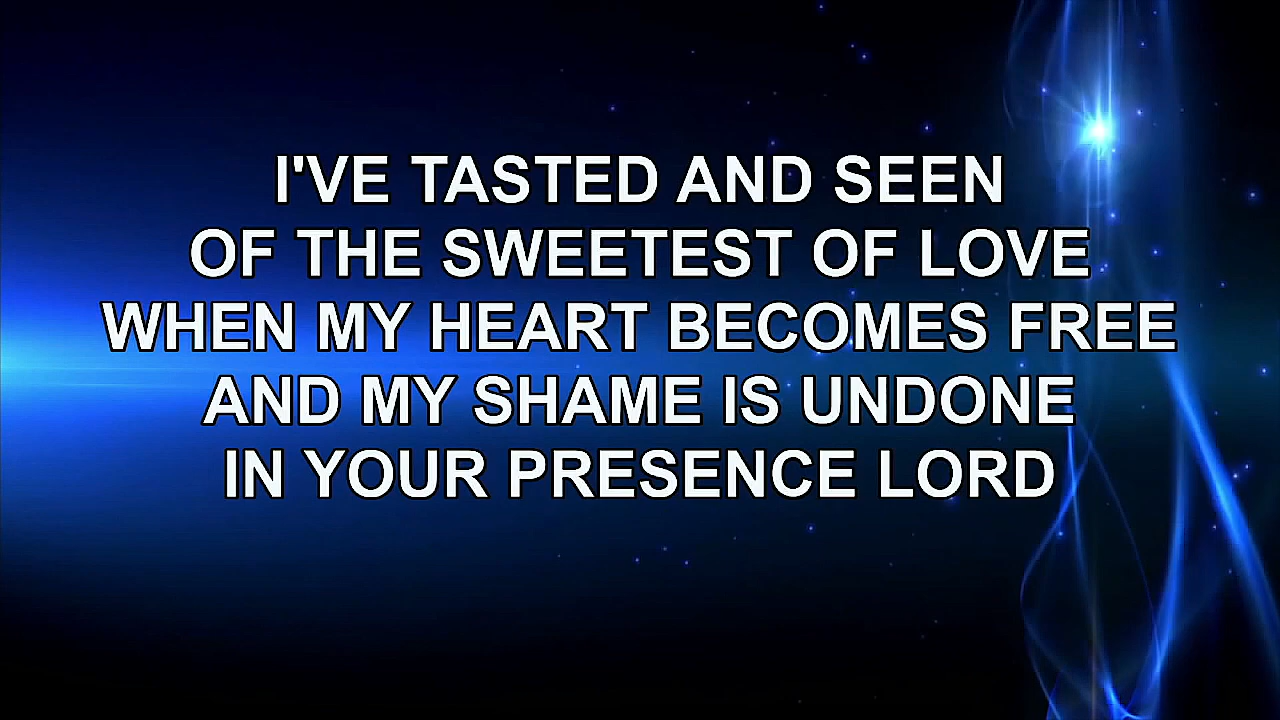 I'VE TASTED AND SEEN
OF THE SWEETEST OF LOVE
WHEN MY HEART BECOMES FREE
AND MY SHAME IS UNDONE
IN YOUR PRESENCE LORD